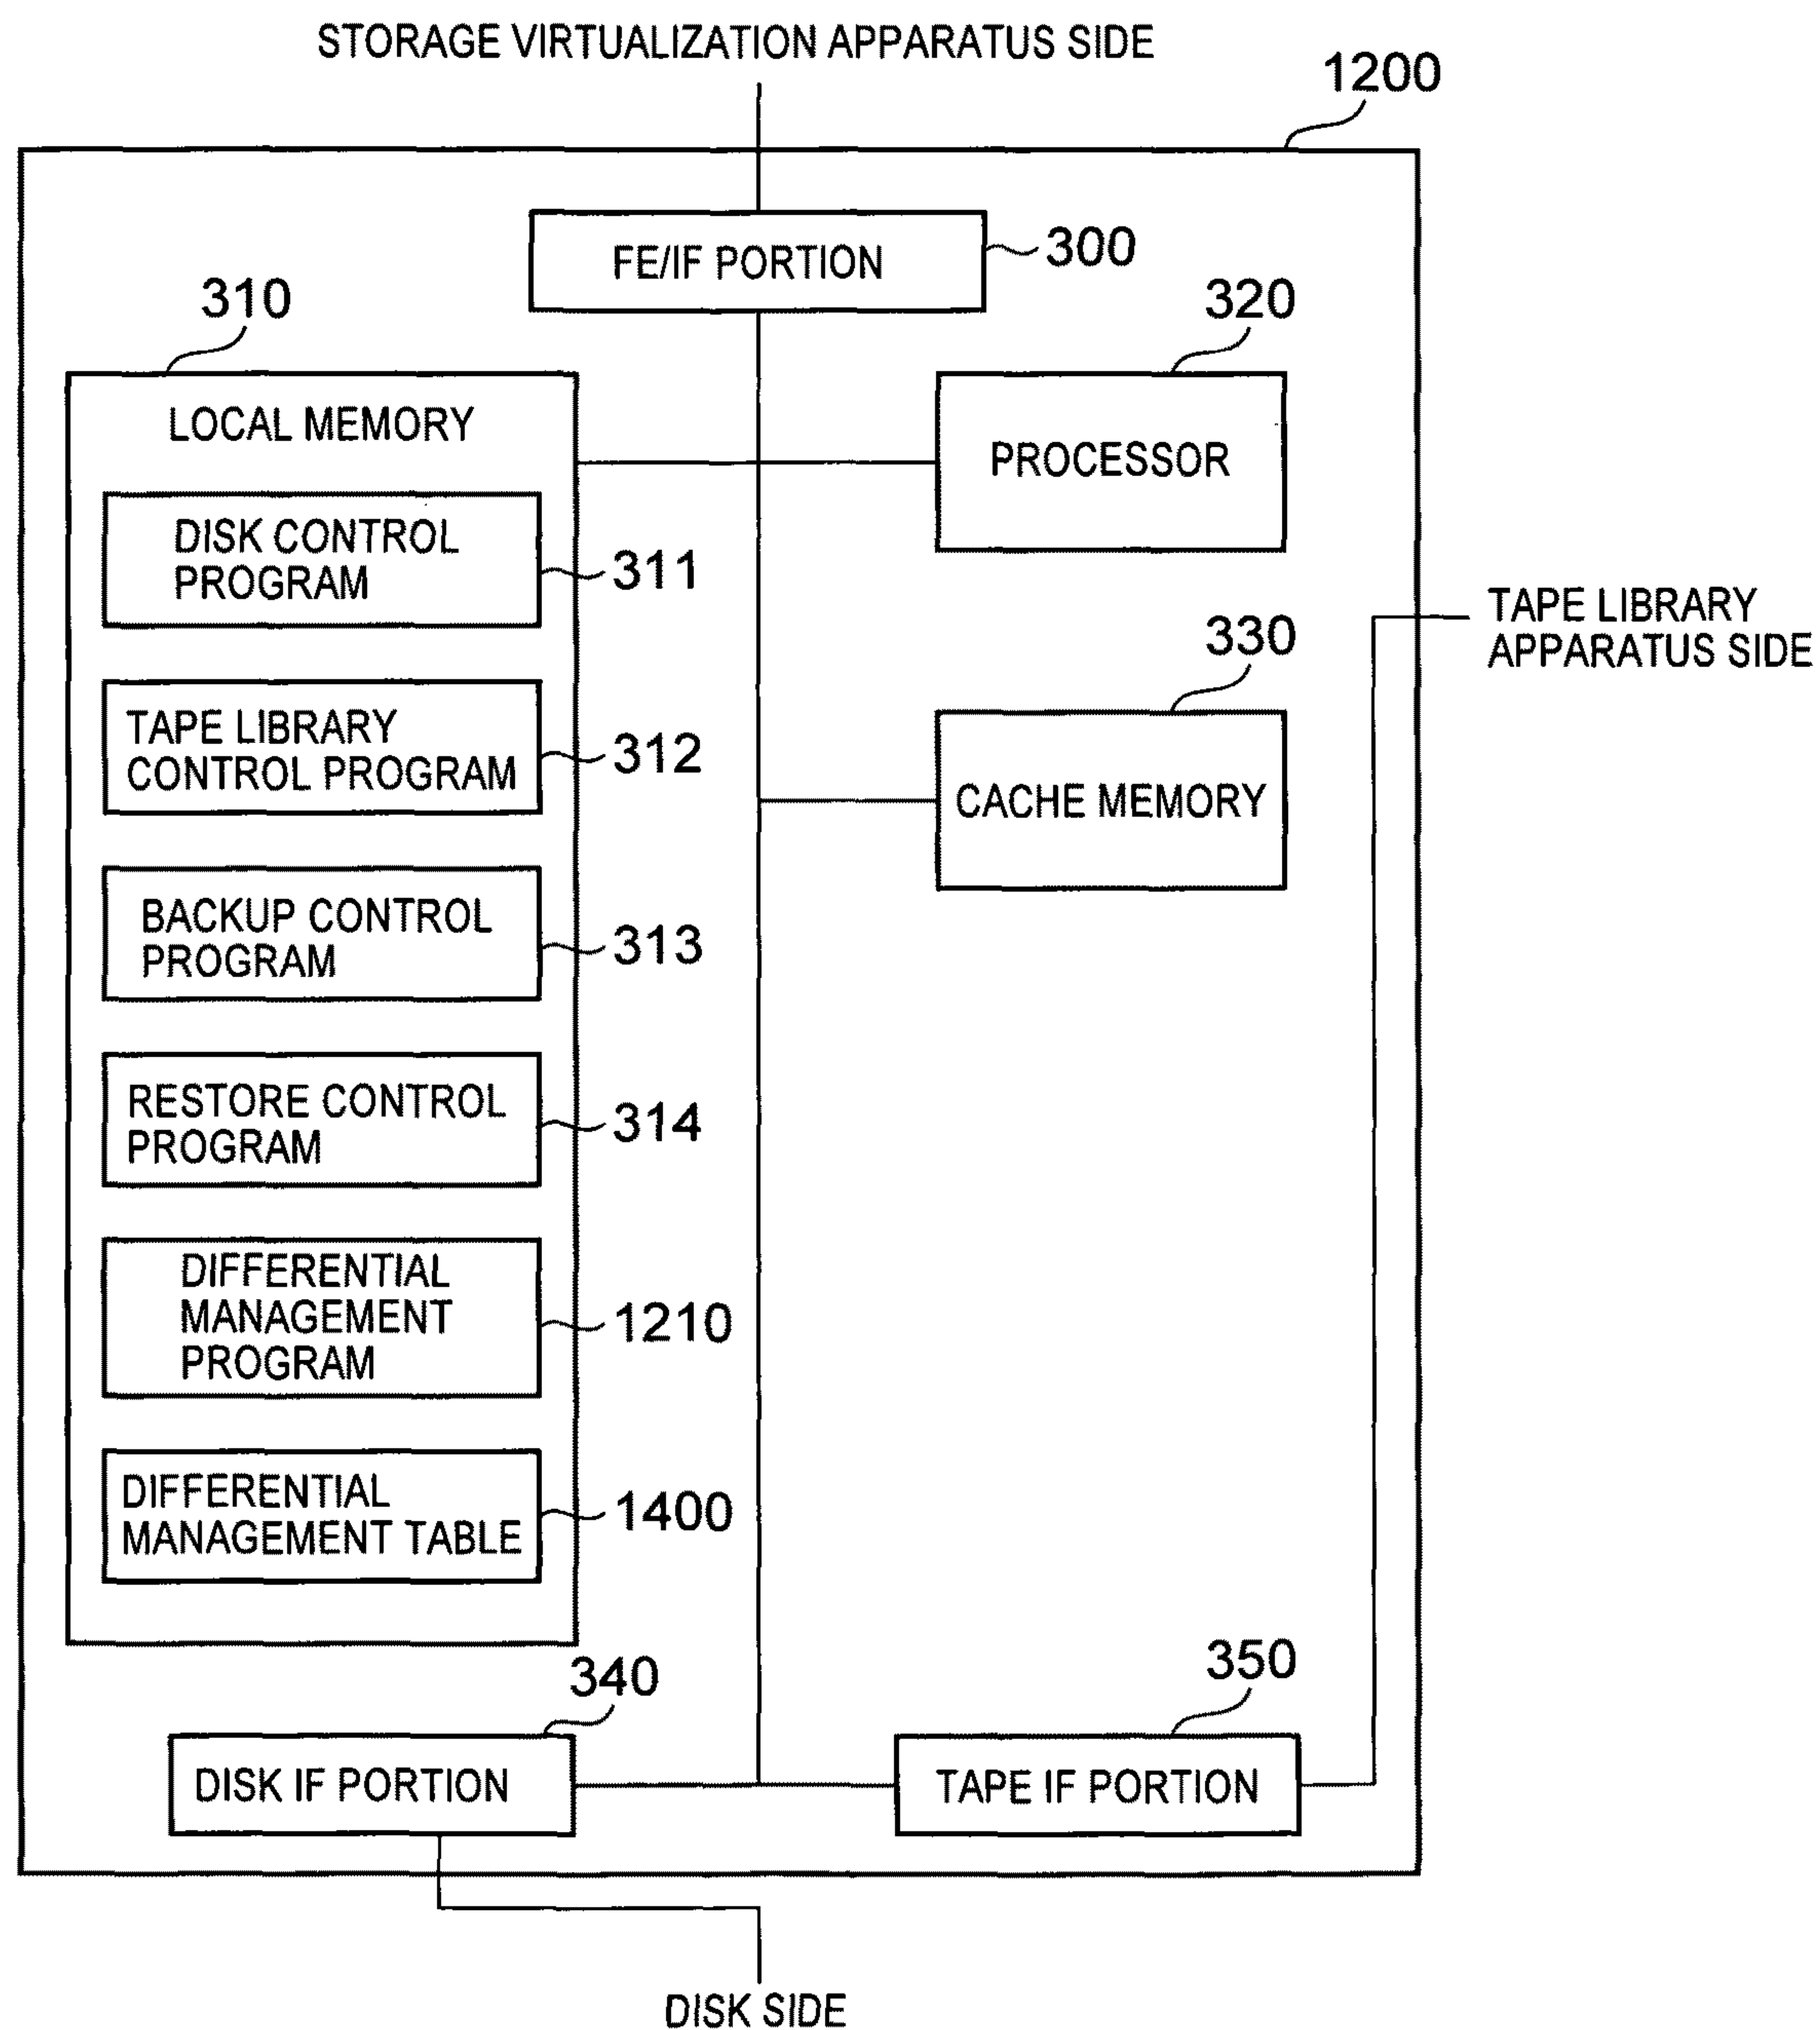 STORAGE VIRTUALIZATION APPARATUS SIDE
1200
FE/IF PORTION
300
310
LOCAL MEMORY
320
PROCESSOR
DISK CONTROL
PROGRAM
311
TAPE LIBRARY
APPARATUS SIDE
330
CACHE MEMORY
TAPE LIBRARY
CONTROL PROGRAM
312
BACKUP CONTROL
PROGRAM
313
RESTORE CONTROL
PROGRAM
314
DIFFERENTIAL
MANAGEMENT
PROGRAM
1210
DIFFERENTIAL
MANAGEMENT TABLE
1400
340
DISK IF PORTION
350
TAPE IF PORTION
DISK SIDE